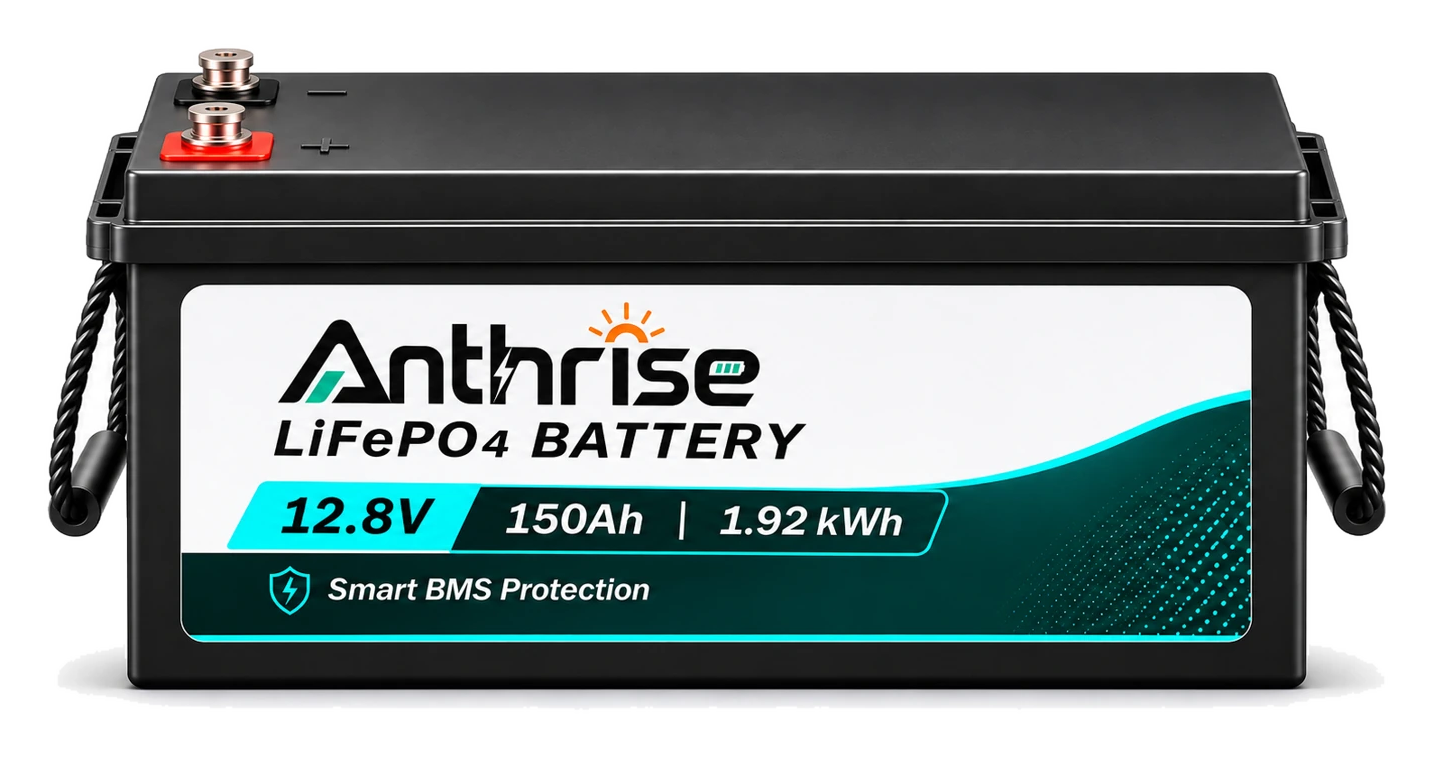 −
+
Anthrise
LiFePO4 BATTERY
12.8V 150Ah | 1.92 kWh
Smart BMS Protection